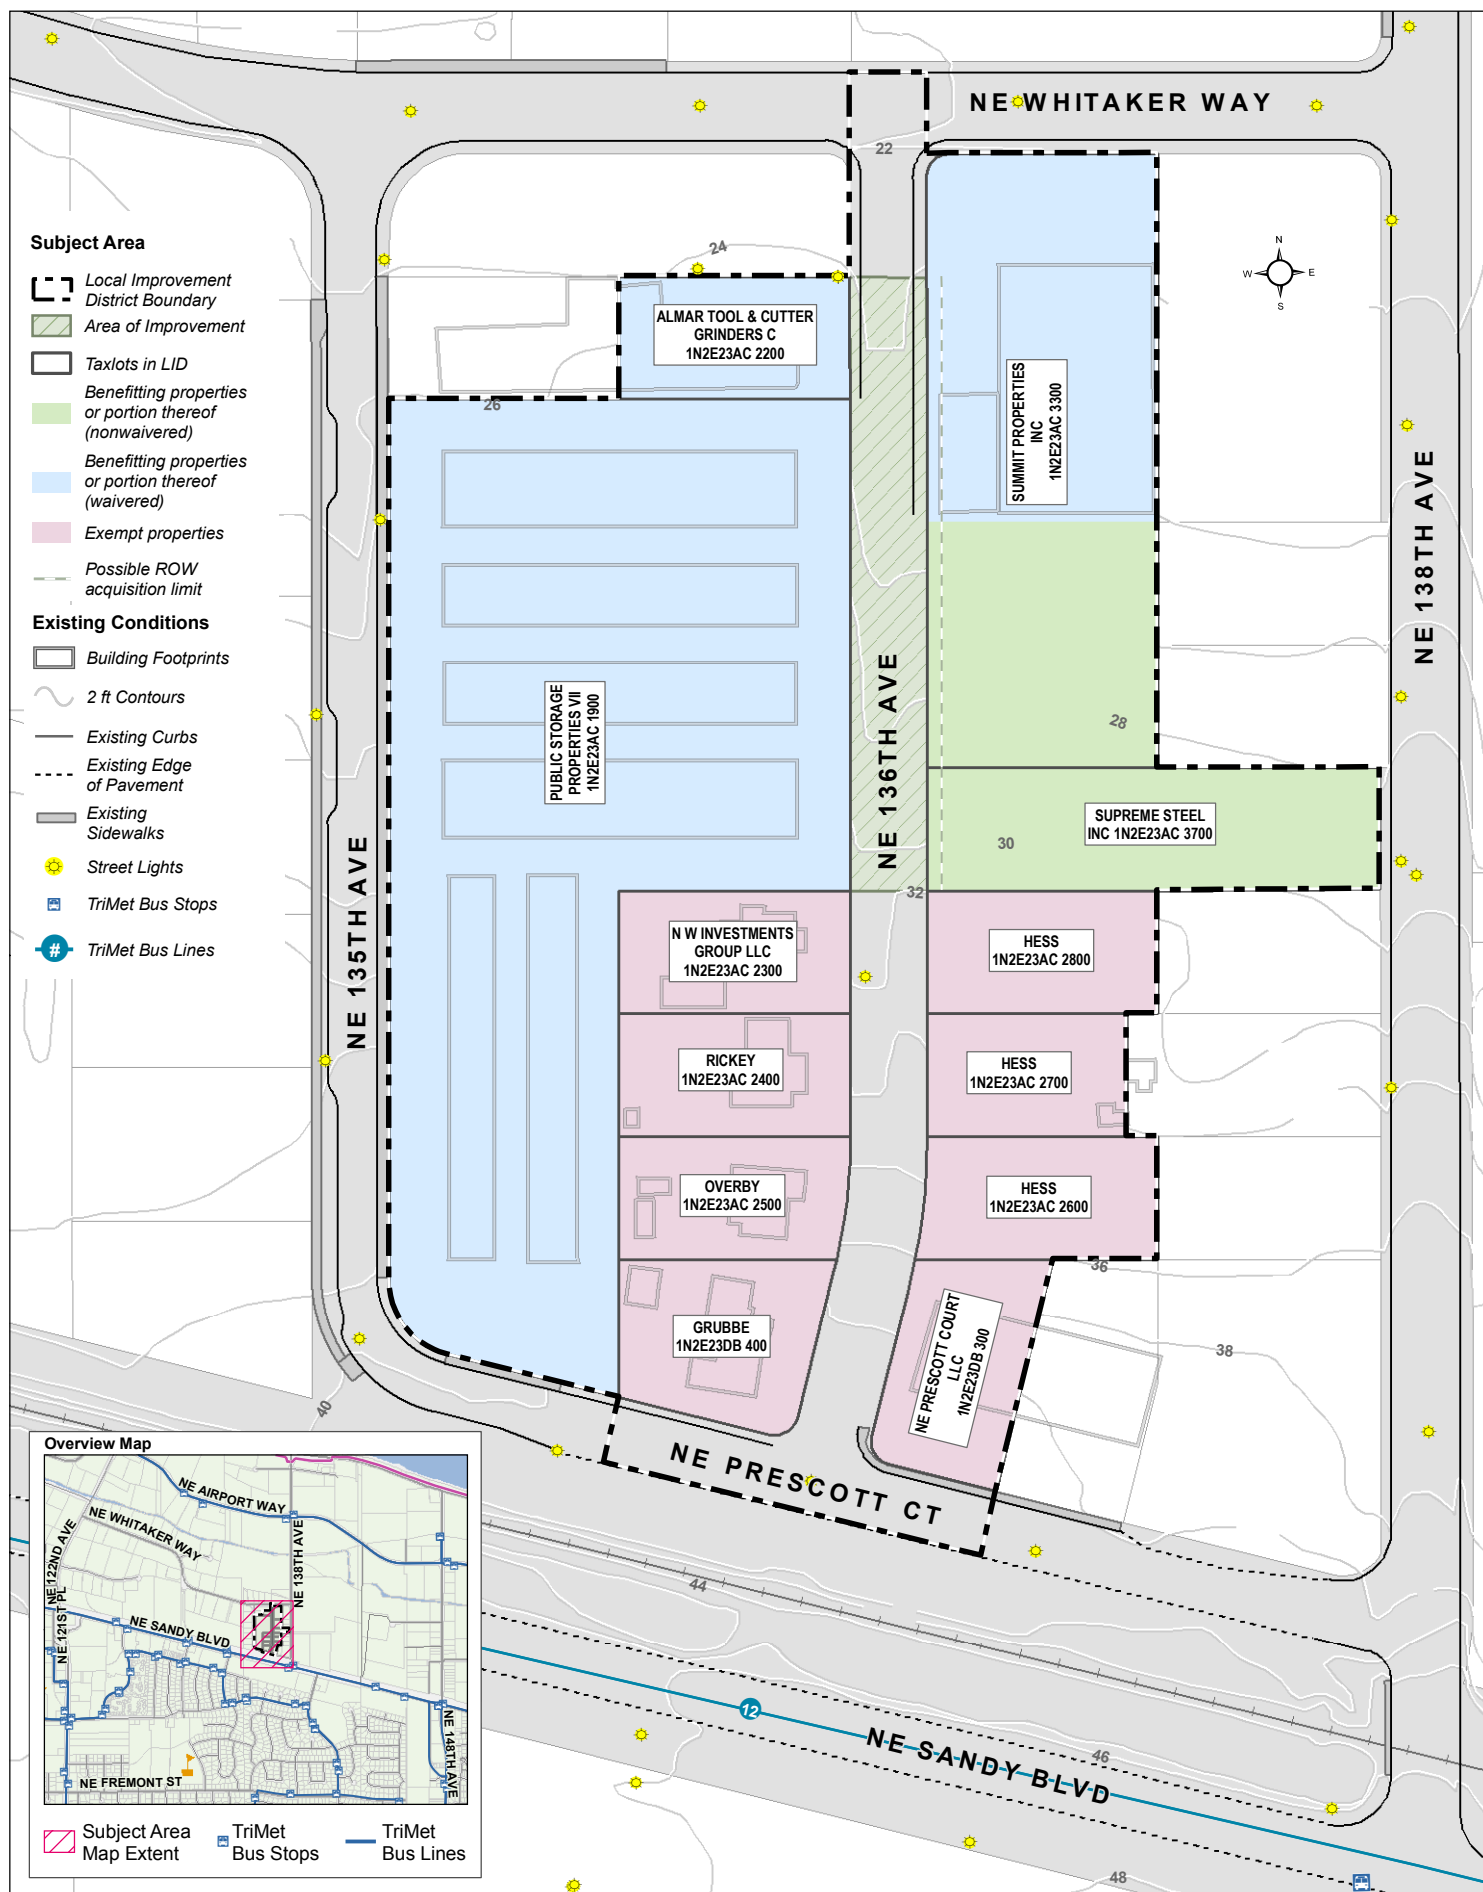 NE WHITAKER WAY
22
24
Subject Area
Local Improvement
District Boundary
Area of Improvement
Taxlots in LID
Benefitting properties
or portion thereof
(nonwaivered)
Benefitting properties
or portion thereof
(waivered)
Exempt properties
Possible ROW
acquisition limit
Existing Conditions
Building Footprints
2 ft Contours
Existing Curbs
Existing Edge
of Pavement
Existing
Sidewalks
Street Lights
TriMet Bus Stops
#
TriMet Bus Lines
N
W
E
S
ALMAR TOOL & CUTTER
GRINDERS C
1N2E23AC 2200
SUMMIT PROPERTIES
INC
1N2E23AC 3300
26
NE 138TH AVE
PUBLIC STORAGE
PROPERTIES VII
1N2E23AC 1900
NE 136TH AVE
28
SUPREME STEEL
INC 1N2E23AC 3700
30
32
NE 135TH AVE
N W INVESTMENTS
GROUP LLC
1N2E23AC 2300
HESS
1N2E23AC 2800
RICKEY
1N2E23AC 2400
HESS
1N2E23AC 2700
OVERBY
1N2E23AC 2500
HESS
1N2E23AC 2600
36
GRUBBE
1N2E23DB 400
NE PRESCOTT COURT
LLC
1N2E23DB 300
38
40
NE PRESCOTT CT
44
12
NE SANDY BLVD
46
48
Overview Map
NE AIRPORT WAY
NE WHITAKER WAY
NE 122ND AVE
NE 138TH AVE
NE 121ST PL
NE SANDY BLVD
NE 148TH AVE
NE FREMONT ST
Subject Area
Map Extent
TriMet
Bus Stops
TriMet
Bus Lines